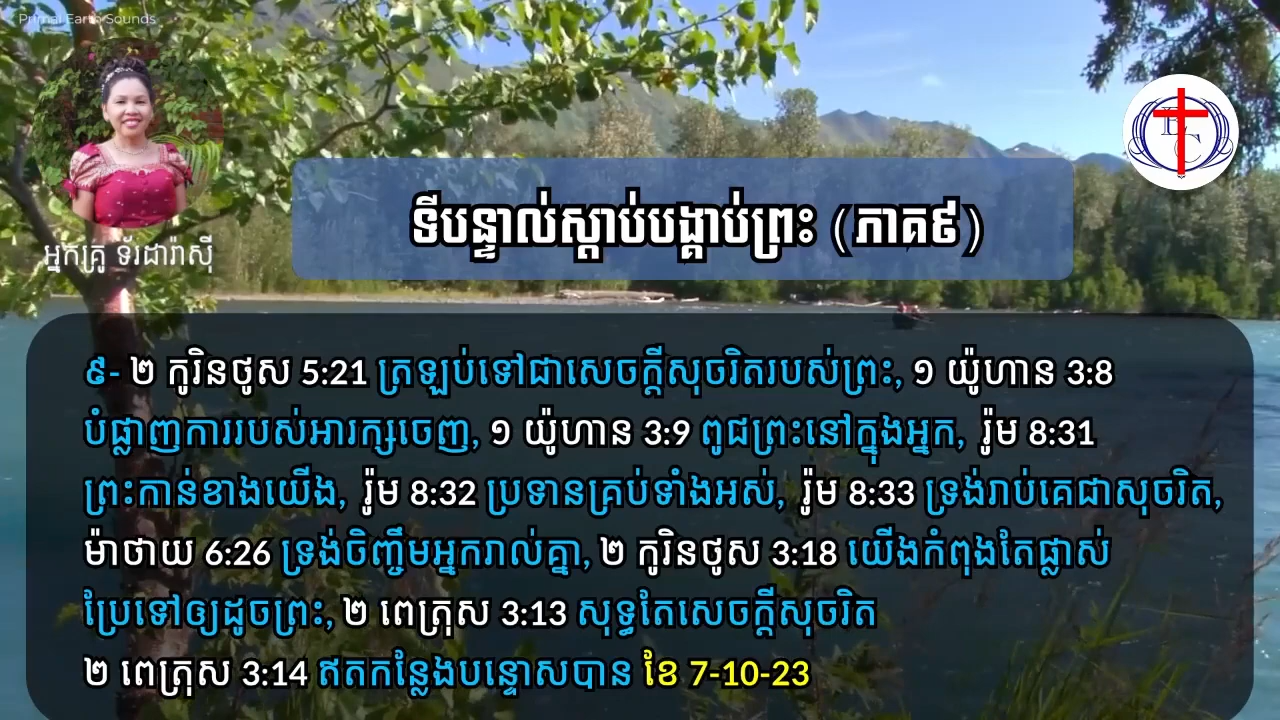 Primal Earth Sounds
អ្នកគ្រូ ទ័រដារ៉ាស៊ី
ទីបន្ទាល់ស្តាប់បង្គាប់ព្រះ (ភាគ៩)
៩- ២ កូរិនថូស 5:21 ត្រឡប់ទៅជាសេចក្តីសុចរិតរបស់ព្រះ, ១ យ៉ូហាន 3:8
បំផ្លាញការរបស់អារក្សចេញ, ១ យ៉ូហាន 3:9 ពូជព្រះនៅក្នុងអ្នក, រ៉ូម 8:31
ព្រះកាន់ខាងយើង, រ៉ូម 8:32 ប្រទានគ្រប់ទាំងអស់, រ៉ូម 8:33 ទ្រង់រាប់គេជាសុចរិត,
ម៉ាថាយ 6:26 ទ្រង់ចិញ្ចឹមអ្នករាល់គ្នា, ២ កូរិនថូស 3:18 យើងកំពុងតែផ្លាស់
ប្រែទៅឲ្យដូចព្រះ, ២ ពេត្រុស 3:13 សុទ្ធតែសេចក្តីសុចរិត
២ ពេត្រុស 3:14 ឥតកន្លែងបន្ទោសបាន ខែ 7-10-23